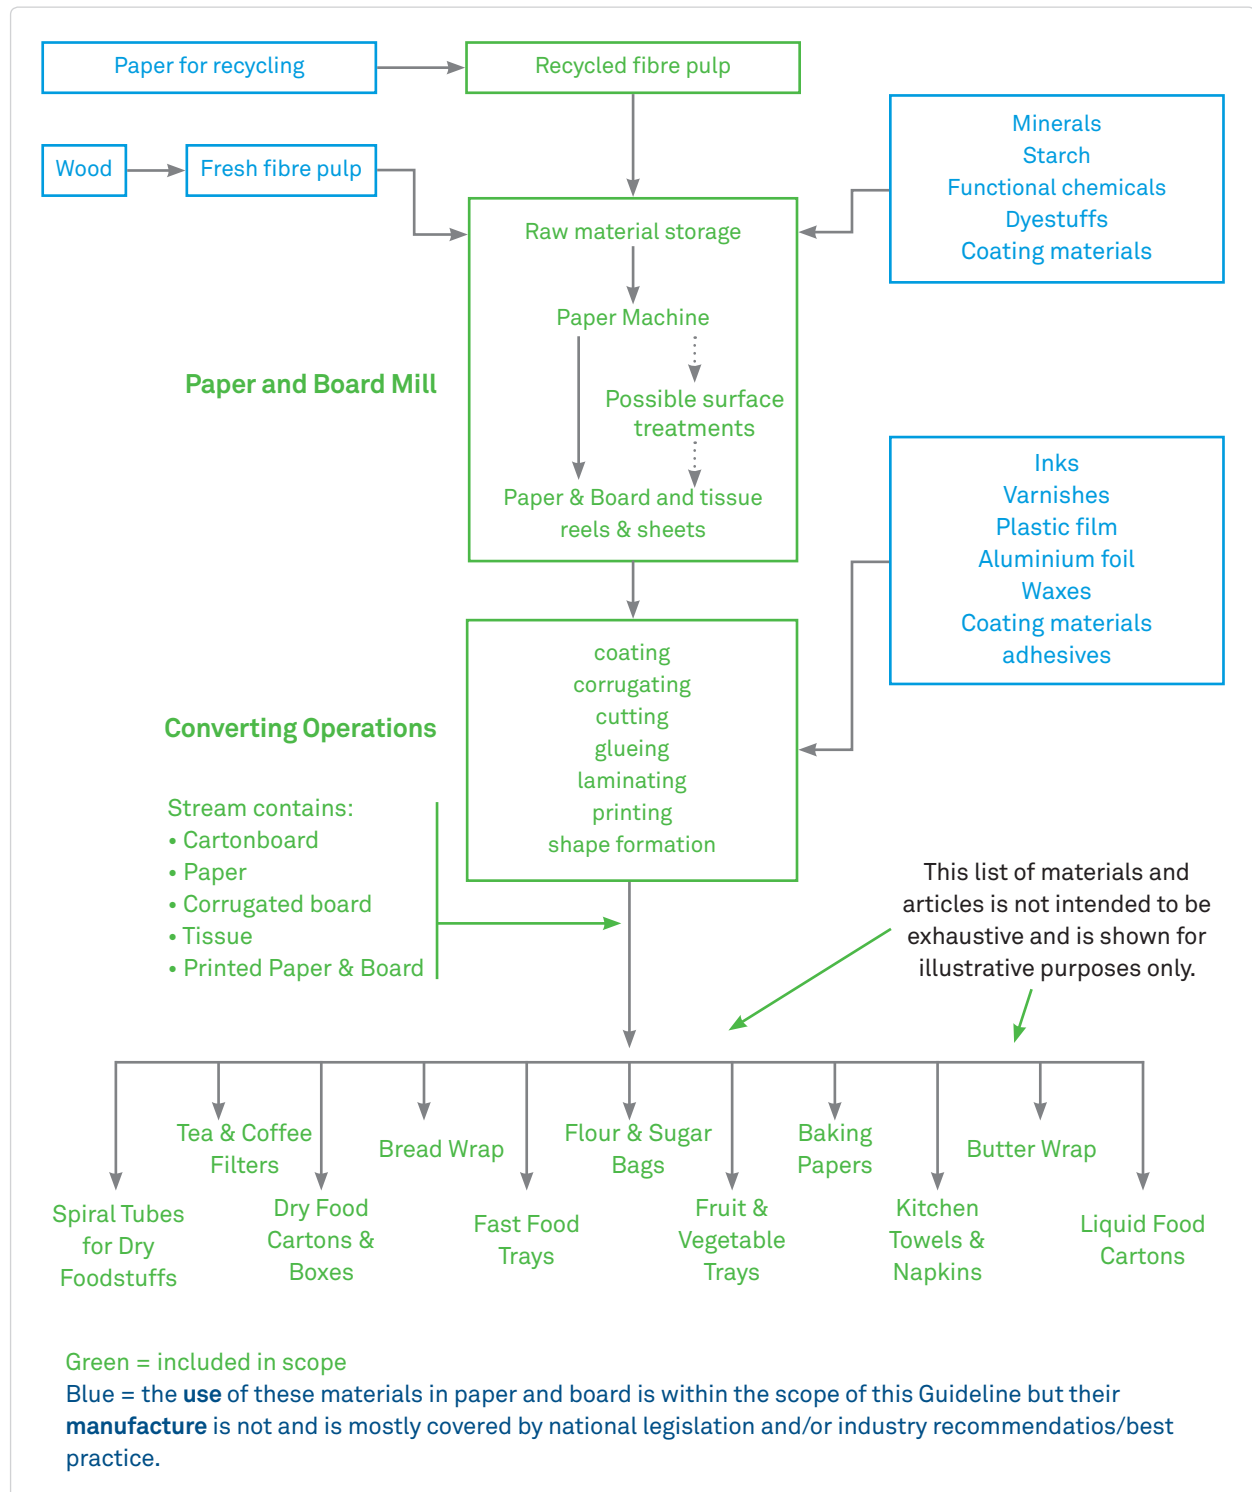 Paper for recycling
Recycled fibre pulp
Wood
Fresh fibre pulp
Minerals
Starch
Functional chemicals
Dyestuffs
Coating materials
Raw material storage
Paper Machine
Possible surface
treatments
Paper & Board and tissue
reels & sheets
Paper and Board Mill
Inks
Varnishes
Plastic film
Aluminium foil
Waxes
Coating materials
adhesives
coating
corrugating
cutting
glueing
laminating
printing
shape formation
Converting Operations
Stream contains:
• Cartonboard
• Paper
• Corrugated board
• Tissue
• Printed Paper & Board
This list of materials and
articles is not intended to be
exhaustive and is shown for
illustrative purposes only.
Spiral Tubes
for Dry
Foodstuffs
Tea & Coffee
Filters
Dry Food
Cartons &
Boxes
Bread Wrap
Fast Food
Trays
Flour & Sugar
Bags
Fruit &
Vegetable
Trays
Baking
Papers
Kitchen
Towels &
Napkins
Butter Wrap
Liquid Food
Cartons
Green = included in scope
Blue = the use of these materials in paper and board is within the scope of this Guideline but their
manufacture is not and is mostly covered by national legislation and/or industry recommendatios/best
practice.